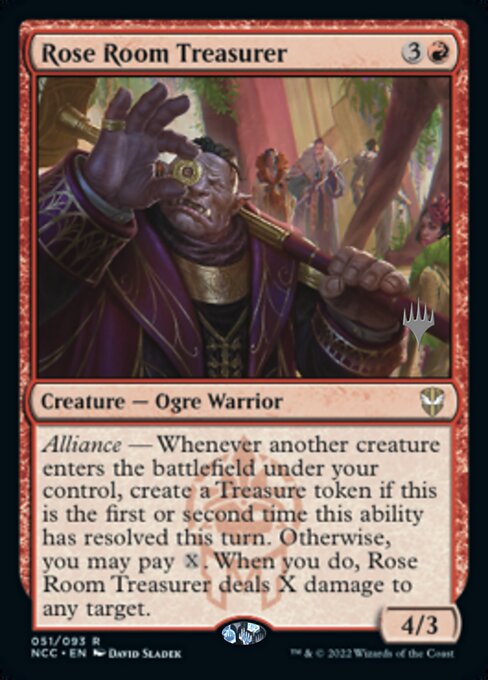 Rose Room Treasurer 3
Creature — Ogre Warrior
Alliance — Whenever another creature
enters the battlefield under your
control, create a Treasure token if this
is the first or second time this ability
has resolved this turn. Otherwise,
you may pay X. When you do, Rose
Room Treasurer deals X damage to
any target.
4/3
051/093 R
NCC • EN David Sladek
™ & © 2022 Wizards of the Coast